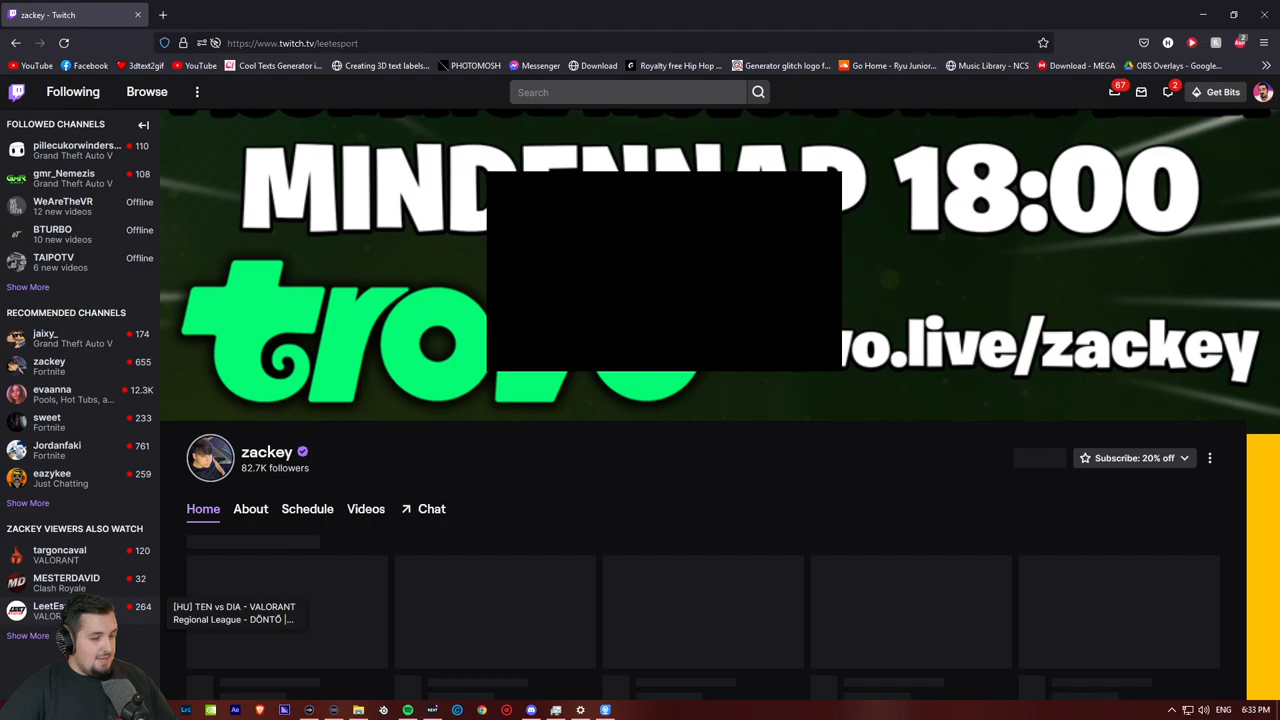 zackey - Twitch
https://www.twitch.tv/leetesport
YouTube
Facebook
3dtext2gif
YouTube
Cool Texts Generator i...
Creating 3D text labels...
PHOTOMOSH
Messenger
Download
Royalty free Hip Hop ...
Generator glitch logo f...
Go Home - Ryu Junior...
Music Library - NCS
Download - MEGA
OBS Overlays - Google...
Following
Browse
Search
67
2
Get Bits
FOLLOWED CHANNELS
pillecukorwinders... 110
Grand Theft Auto V
gmr_Nemezis 108
Grand Theft Auto V
WeAreTheVR Offline
12 new videos
BTURBO Offline
10 new videos
TAIPOTV Offline
6 new videos
Show More
RECOMMENDED CHANNELS
jaixy_ 174
Grand Theft Auto V
zackey 655
Fortnite
evaanna 12.3K
Pools, Hot Tubs, a...
sweet 233
Fortnite
Jordanfaki 761
Fortnite
eazykee 259
Just Chatting
Show More
ZACKEY VIEWERS ALSO WATCH
targoncaval 120
VALORANT
MESTERDAVID 32
Clash Royale
264
Show More
MINDENNAP 18:00
vo.live/zackey
zackey
82.7K followers
Subscribe: 20% off
Home
About
Schedule
Videos
Chat
[HU] TEN vs DIA - VALORANT
Regional League - DÖNTŐ |...
ENG
6:33 PM